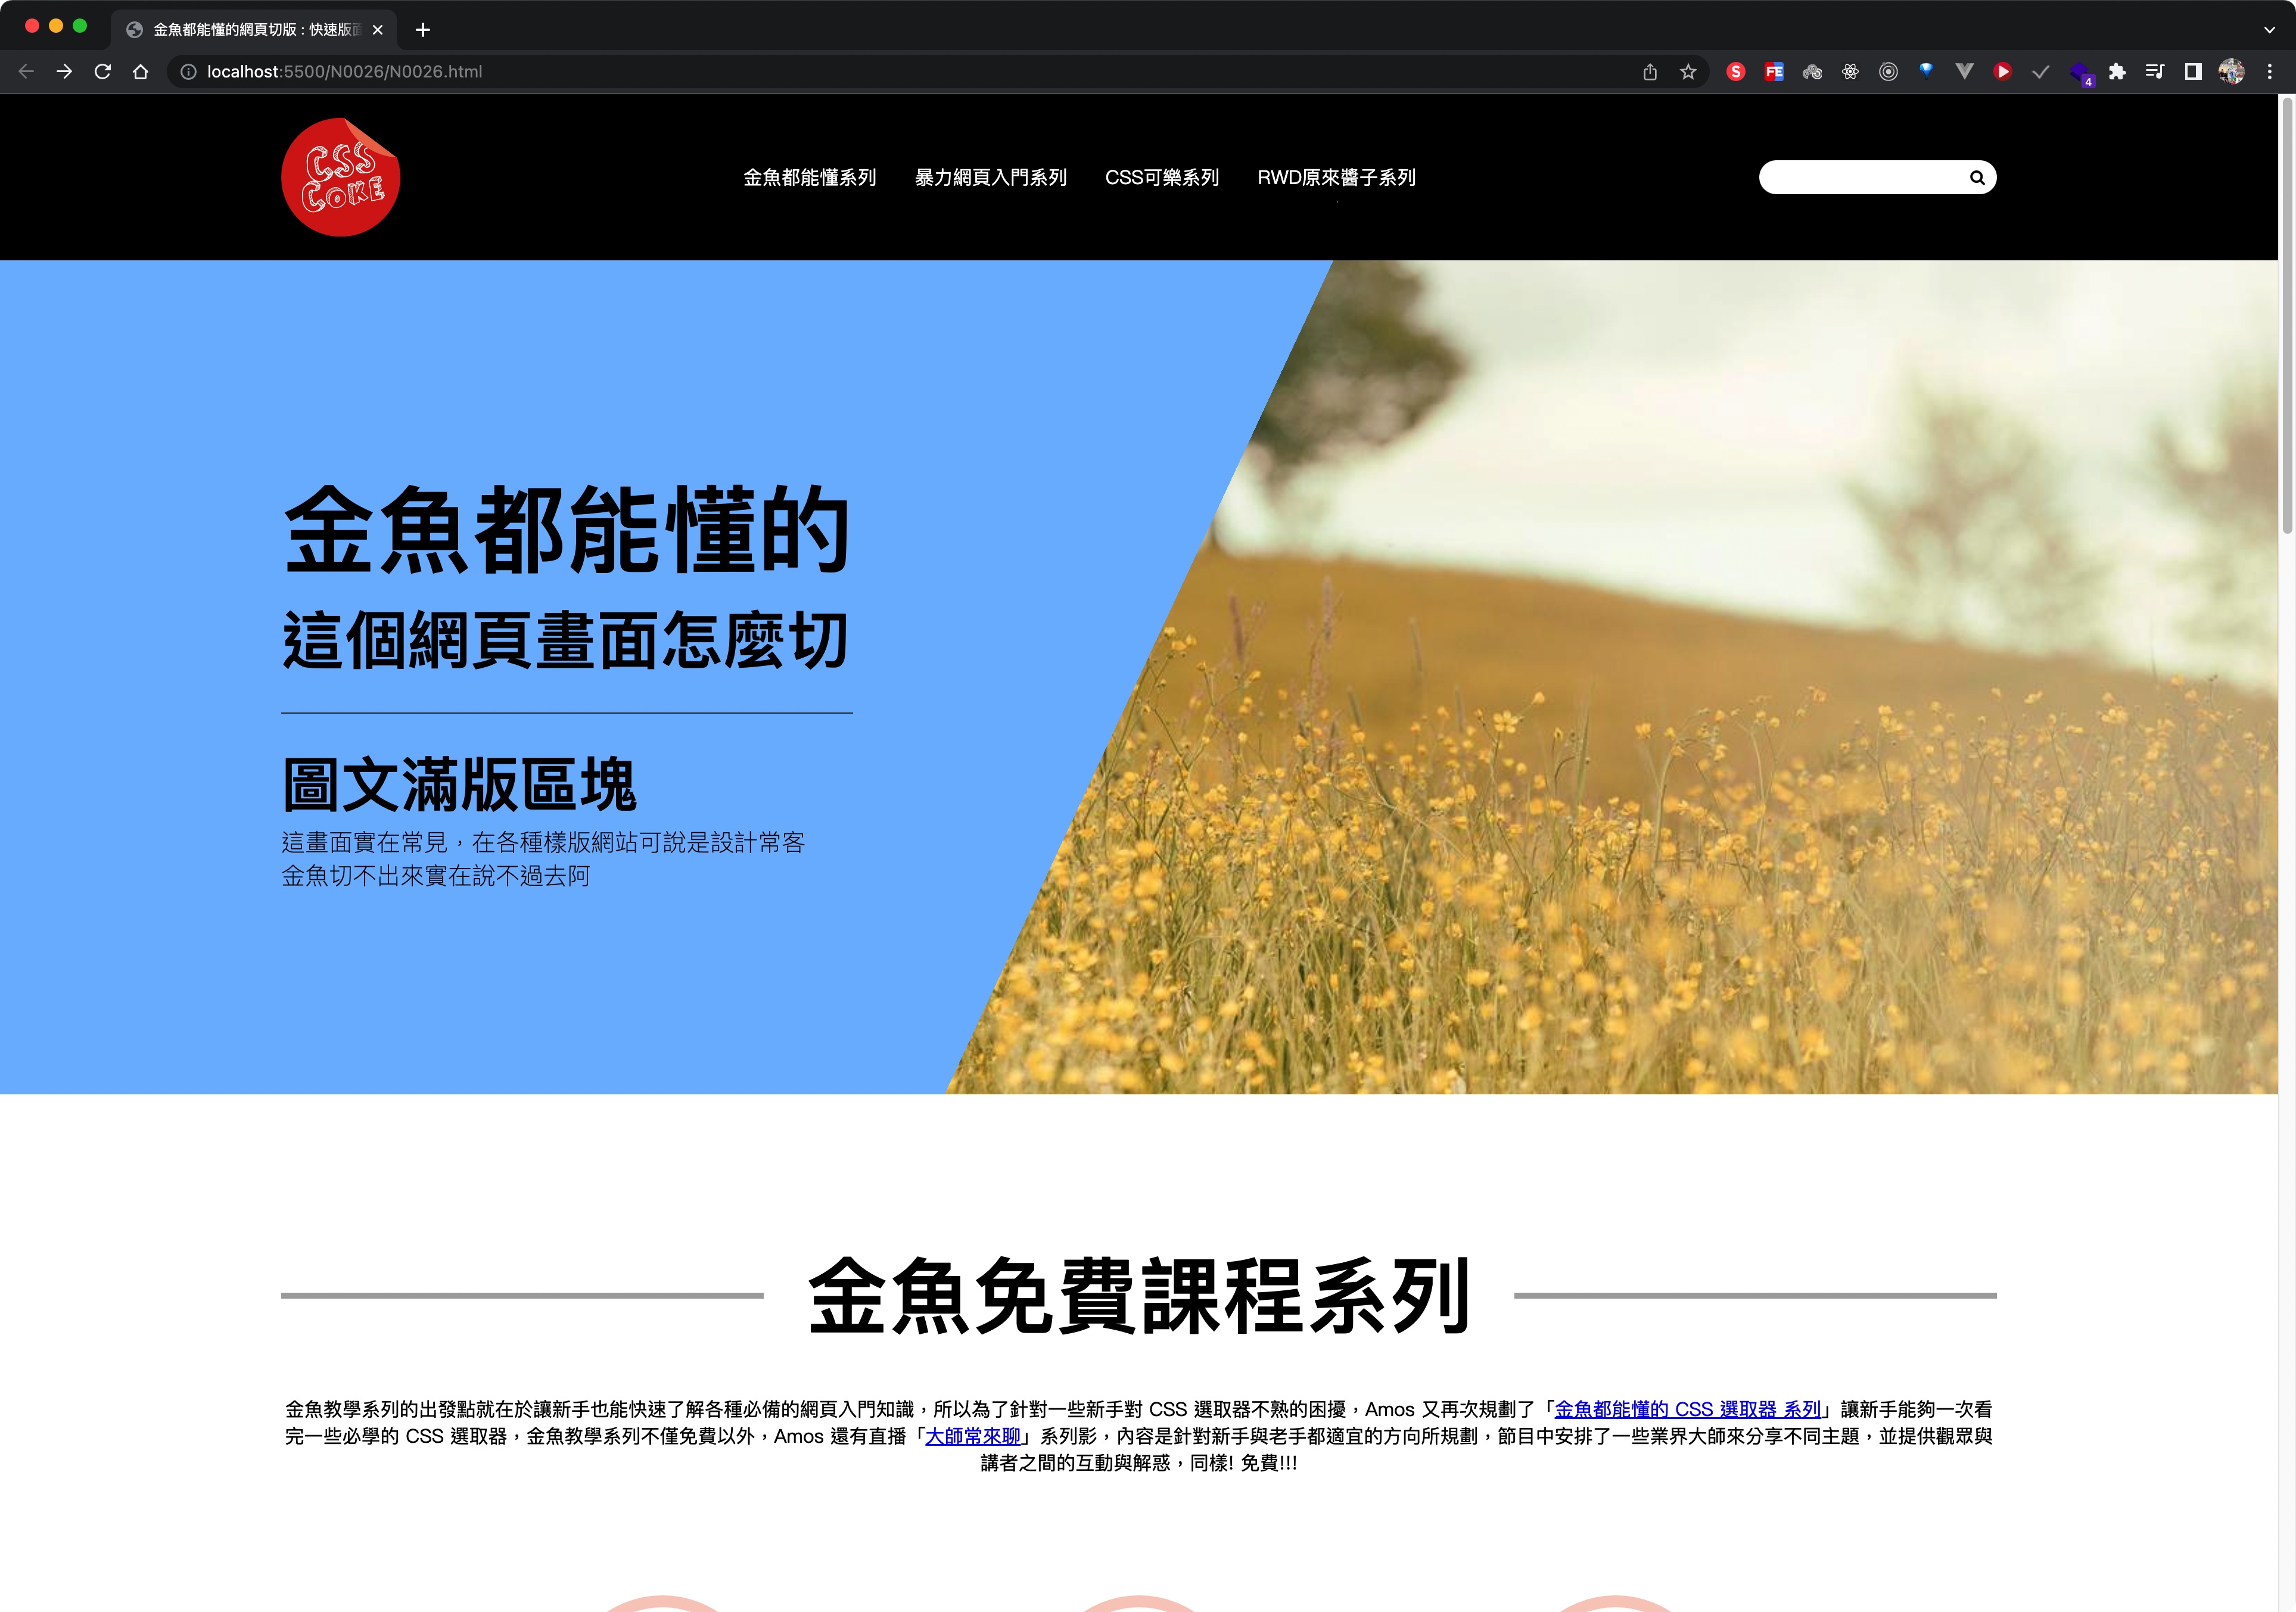 金魚都能懂的網頁切版 : 快速版面
localhost:5500/N0026/N0026.html
4
CSS
COKE
金魚都能懂系列 暴力網頁入門系列 CSS可樂系列 RWD原來醬子系列
金魚都能懂的
這個網頁畫面怎麼切
圖文滿版區塊
這畫面實在常見，在各種樣版網站可說是設計常客
金魚切不出來實在說不過去阿
金魚免費課程系列
金魚教學系列的出發點就在於讓新手也能快速了解各種必備的網頁入門知識，所以為了針對一些新手對 CSS 選取器不熟的困擾，Amos 又再次規劃了「金魚都能懂的 CSS 選取器 系列」讓新手能夠一次看
完一些必學的 CSS 選取器，金魚教學系列不僅免費以外，Amos 還有直播「大師常來聊」系列影，內容是針對新手與老手都適宜的方向所規劃，節目中安排了一些業界大師來分享不同主題，並提供觀眾與
講者之間的互動與解惑，同樣! 免費!!!